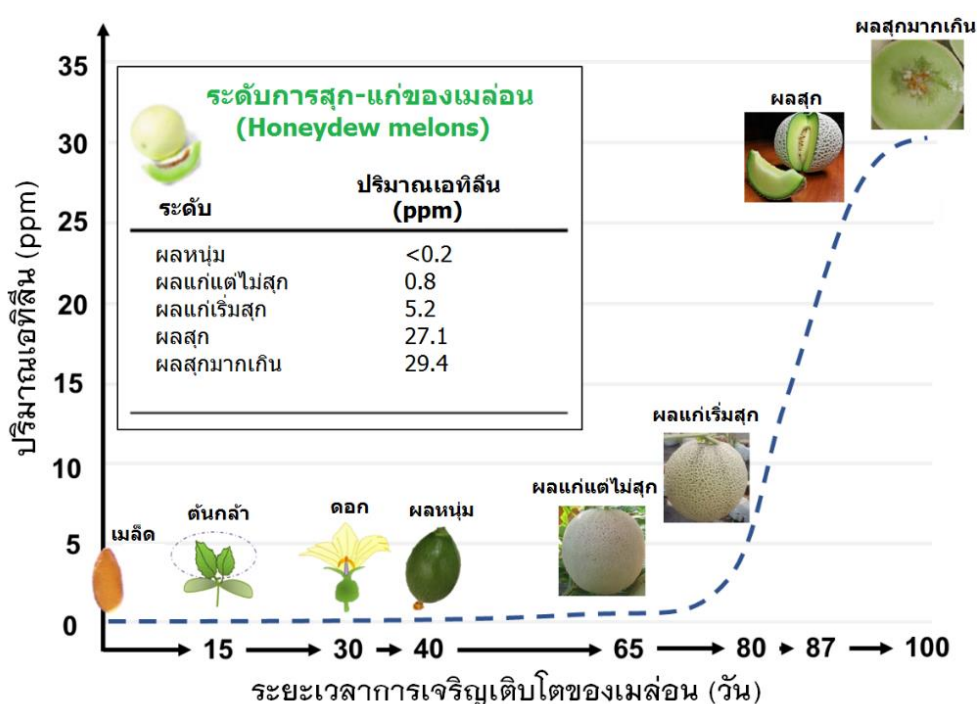 ผลสุกมากเกิน
ผลสุก
35
30
25
20
15
10
5
0
ปริมาณเอทิลีน (ppm)
ระดับการสุก-แก่ของเมล่อน
(Honeydew melons)
ระดับ ปริมาณเอทิลีน (ppm)
ผลหนุ่ม <0.2
ผลแก่แต่ไม่สุก 0.8
ผลแก่เริ่มสุก 5.2
ผลสุก 27.1
ผลสุกมากเกิน 29.4
ผลแก่เริ่มสุก
ผลแก่แต่ไม่สุก
เมล็ด
ต้นกล้า
ดอก
ผลหนุ่ม
15 30 40 65 80 87 100
ระยะเวลาการเจริญเติบโตของเมล่อน (วัน)